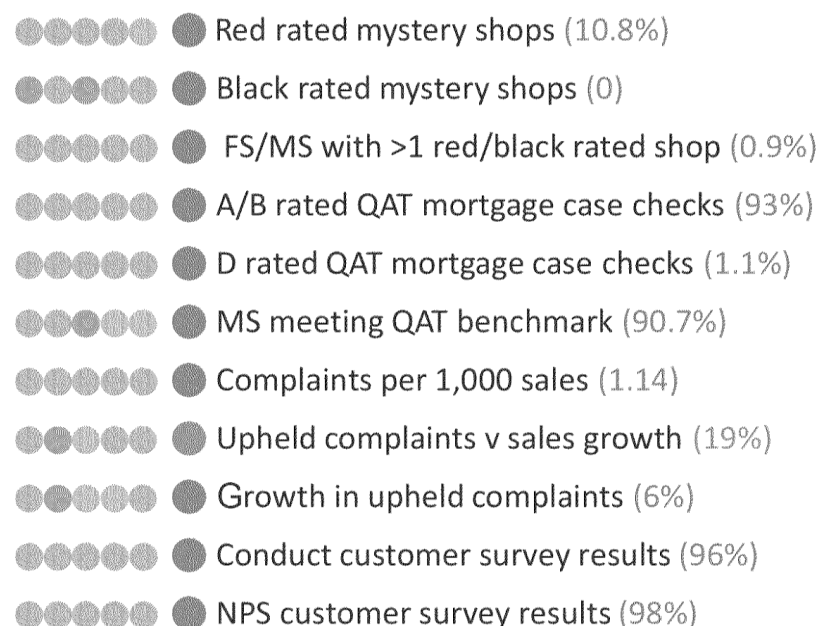 Red rated mystery shops (10.8%)
Black rated mystery shops (0)
FS/MS with >1 red/black rated shop (0.9%)
A/B rated QAT mortgage case checks (93%)
D rated QAT mortgage case checks (1.1%)
MS meeting QAT benchmark (90.7%)
Complaints per 1,000 sales (1.14)
Upheld complaints v sales growth (19%)
Growth in upheld complaints (6%)
Conduct customer survey results (96%)
NPS customer survey results (98%)